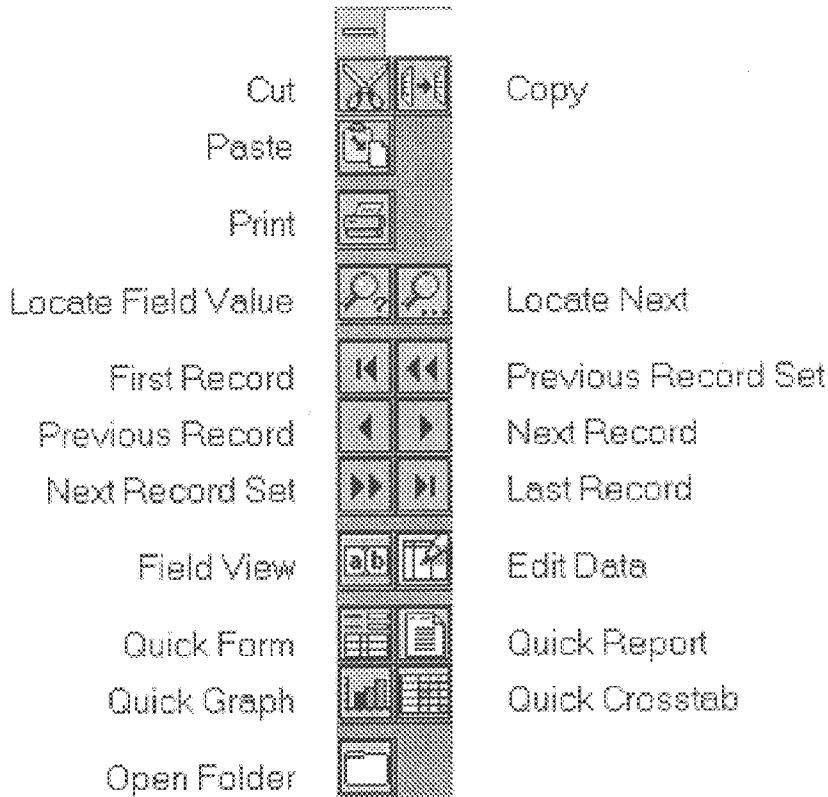 Cut Copy
Paste
Print
Locate Field Value Locate Next
First Record Previous Record Set
Previous Record Next Record
Next Record Set Last Record
Field View a b Edit Data
Quick Form Quick Report
Quick Graph Quick Crosstab
Open Folder